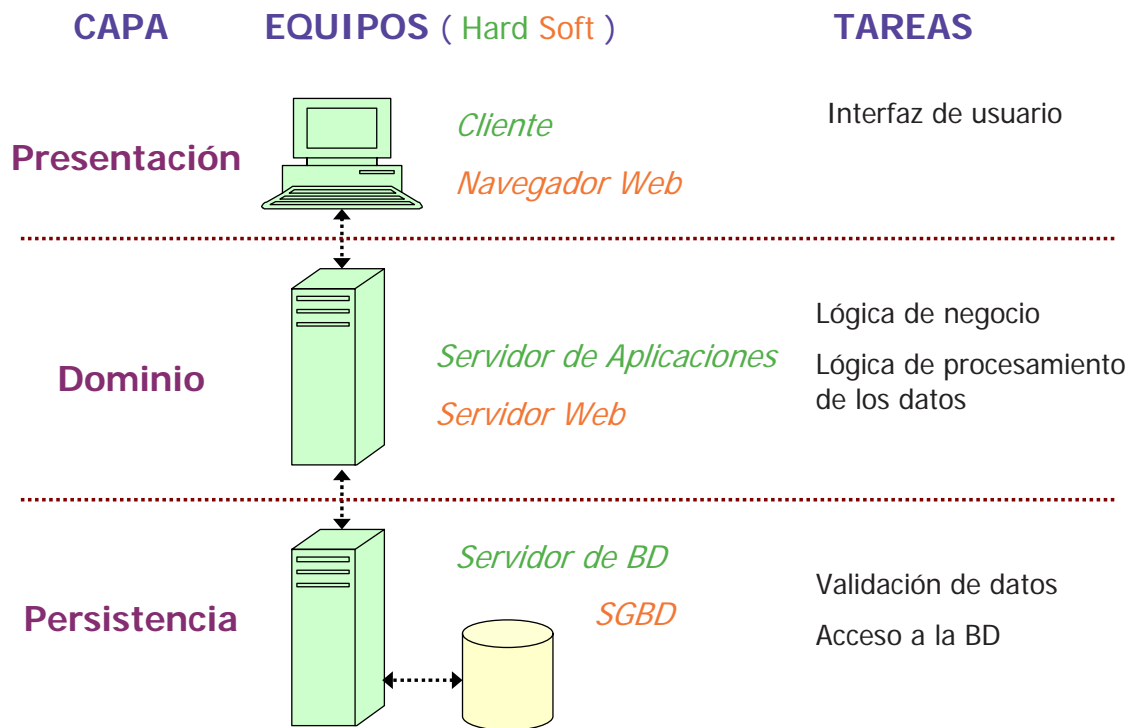 CAPA EQUIPOS ( Hard Soft ) TAREAS
Presentación
Cliente
Navegador Web
Interfaz de usuario
Dominio
Servidor de Aplicaciones
Servidor Web
Lógica de negocio
Lógica de procesamiento
de los datos
Persistencia
Servidor de BD
SGBD
Validación de datos
Acceso a la BD